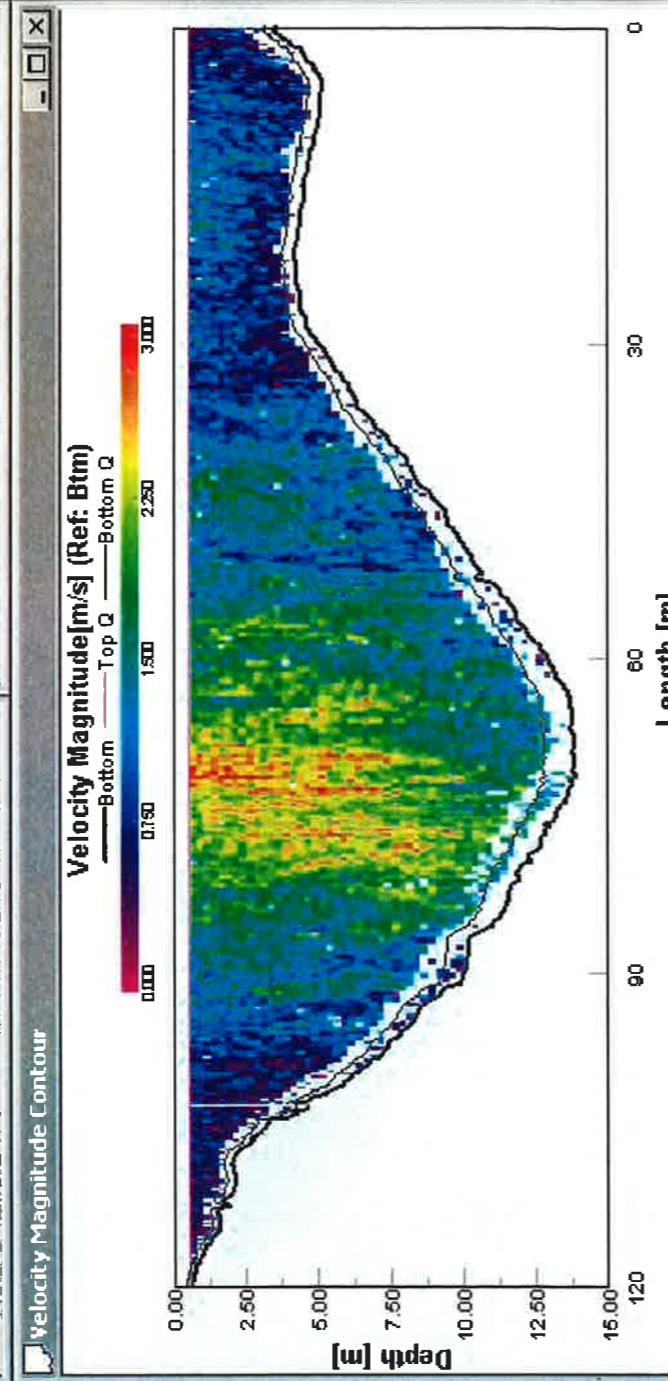 Velocity Magnitude Contour
Velocity Magnitude[m/s] (Ref: Btm)
Bottom Top Q Bottom Q
0.000 0.750 1.500 2.250 3.000
Depth [m]
0.00
2.50
5.00
7.50
10.00
12.50
15.00
120 90 60 30 0
Length [m]